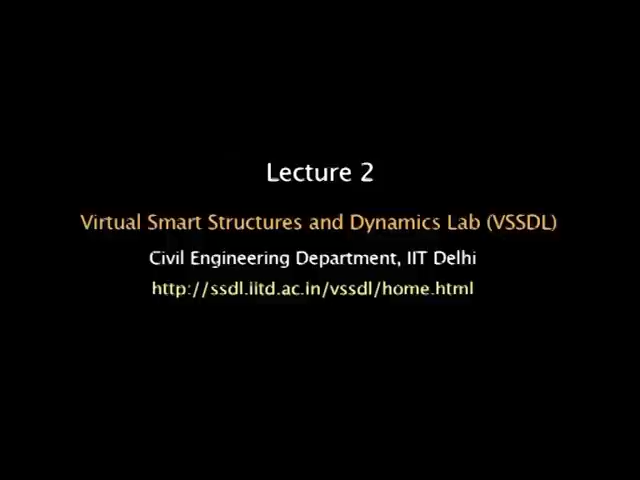 Lecture 2
Virtual Smart Structures and Dynamics Lab (VSSDL)
Civil Engineering Department, IIT Delhi
http://ssdl.iitd.ac.in/vssdl/home.html